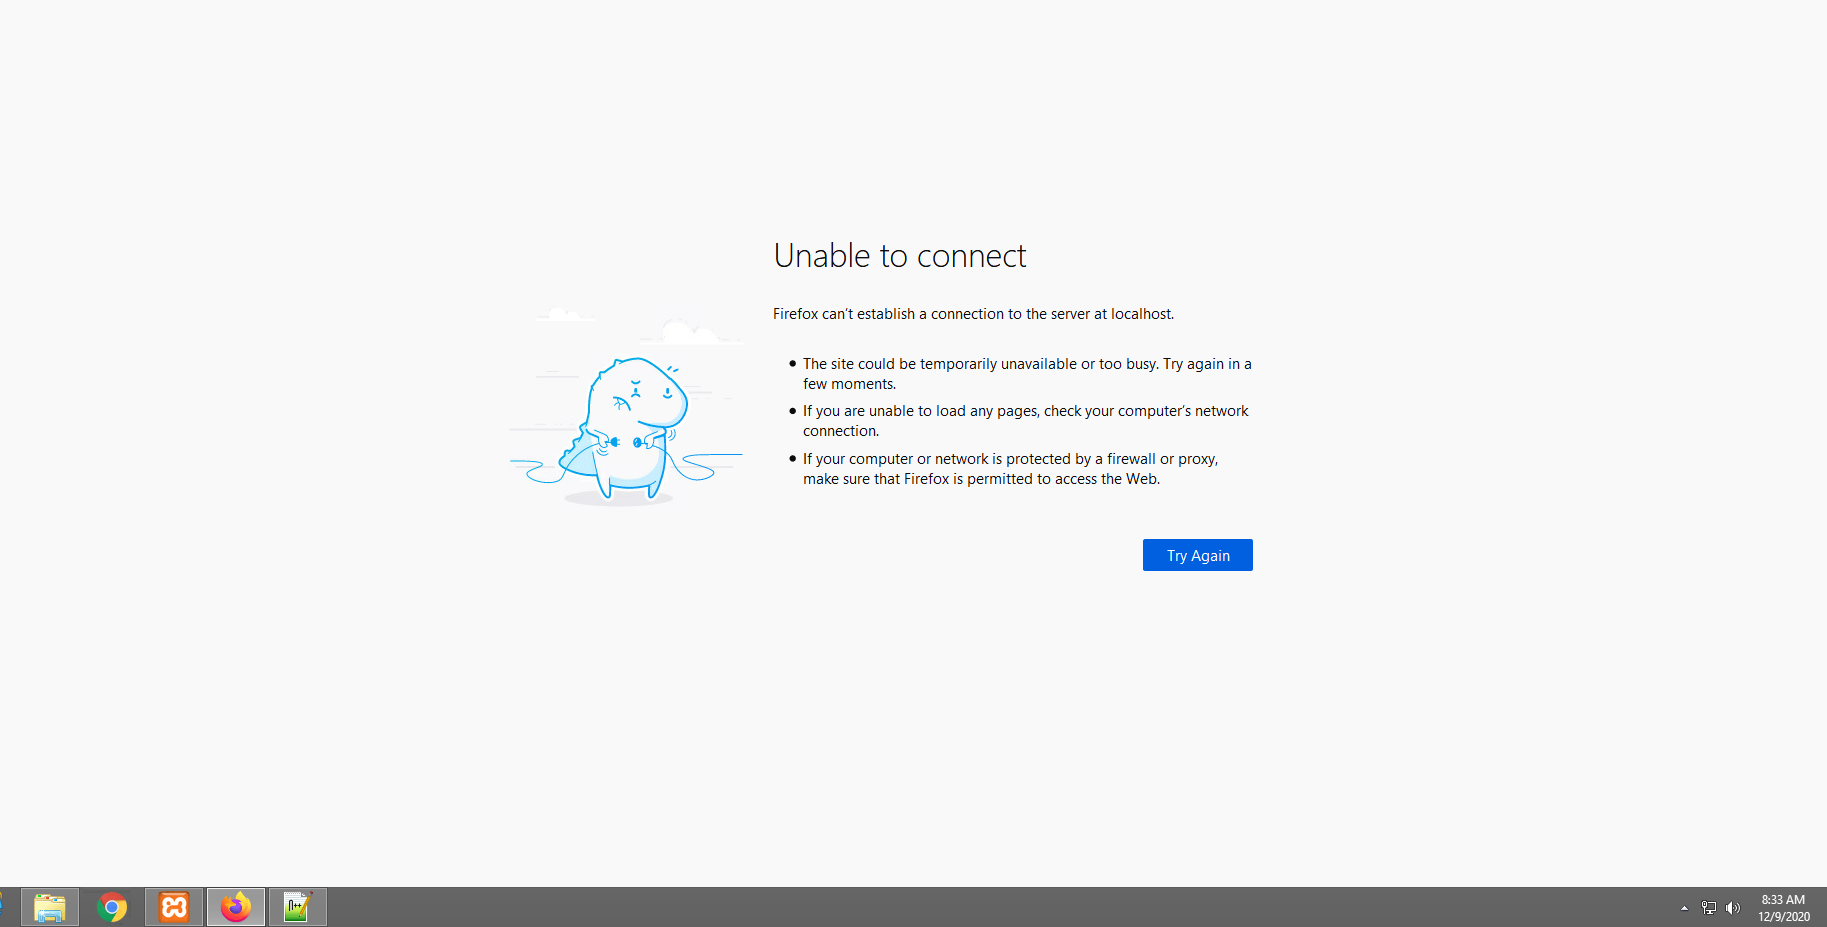 Unable to connect
Firefox can’t establish a connection to the server at localhost.
The site could be temporarily unavailable or too busy. Try again in a
few moments.
If you are unable to load any pages, check your computer’s network
connection.
If your computer or network is protected by a firewall or proxy,
make sure that Firefox is permitted to access the Web.
Try Again
8:33 AM
12/9/2020